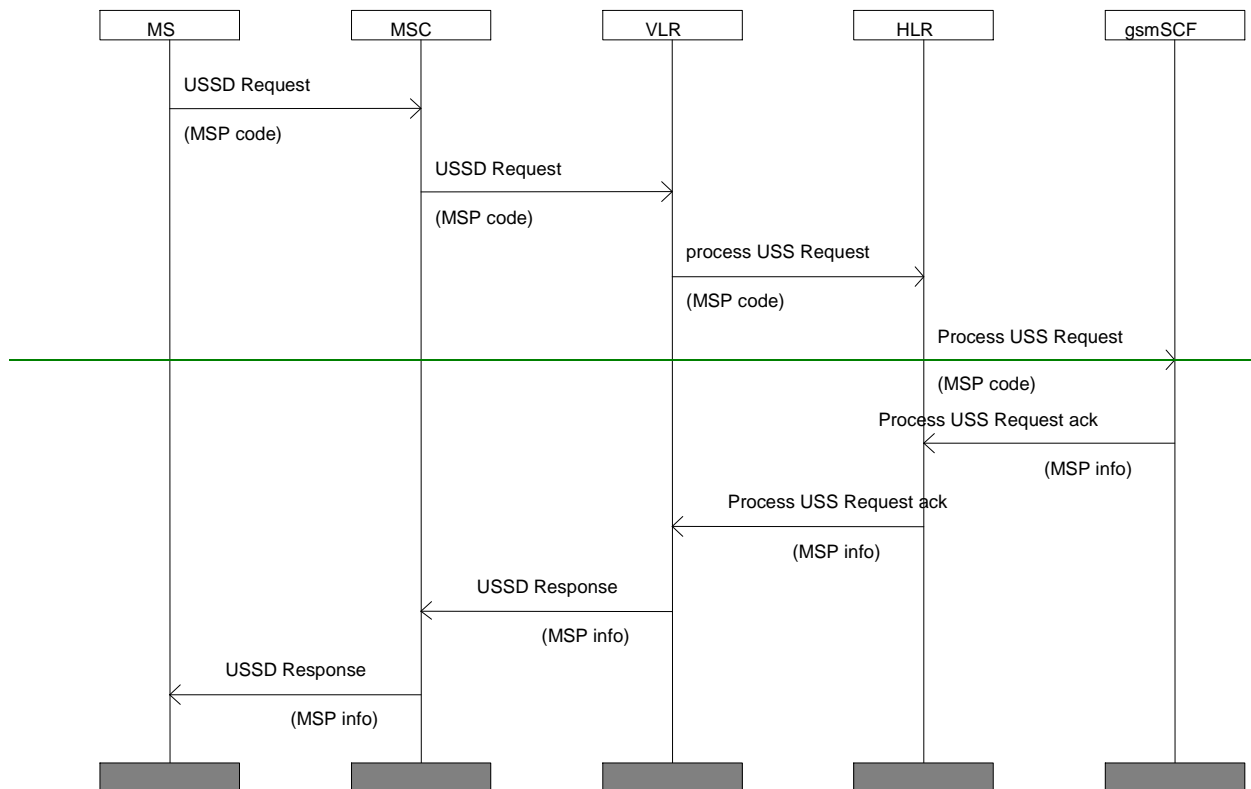 MS
MSC
VLR
HLR
gsmSCF
USSD Request
(MSP code)
USSD Request
(MSP code)
process USS Request
(MSP code)
Process USS Request
(MSP code)
Process USS Request ack
(MSP info)
Process USS Request ack
(MSP info)
USSD Response
(MSP info)
USSD Response
(MSP info)